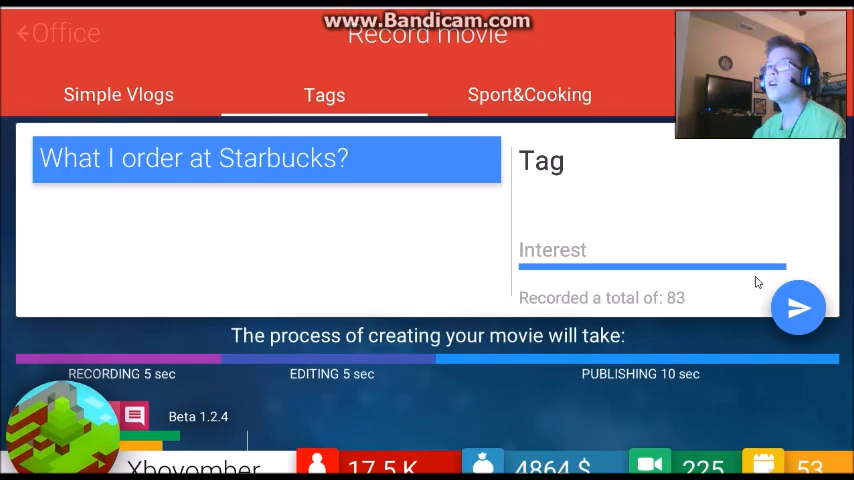 www.Bandicam.com
←Office
Record movie
Simple Vlogs
Tags
Sport&Cooking
What I order at Starbucks?
Tag
Interest
Recorded a total of: 83
The process of creating your movie will take:
RECORDING 5 sec
EDITING 5 sec
PUBLISHING 10 sec
Beta 1.2.4
Xboyomber
17.5 K
4864 $
225
53